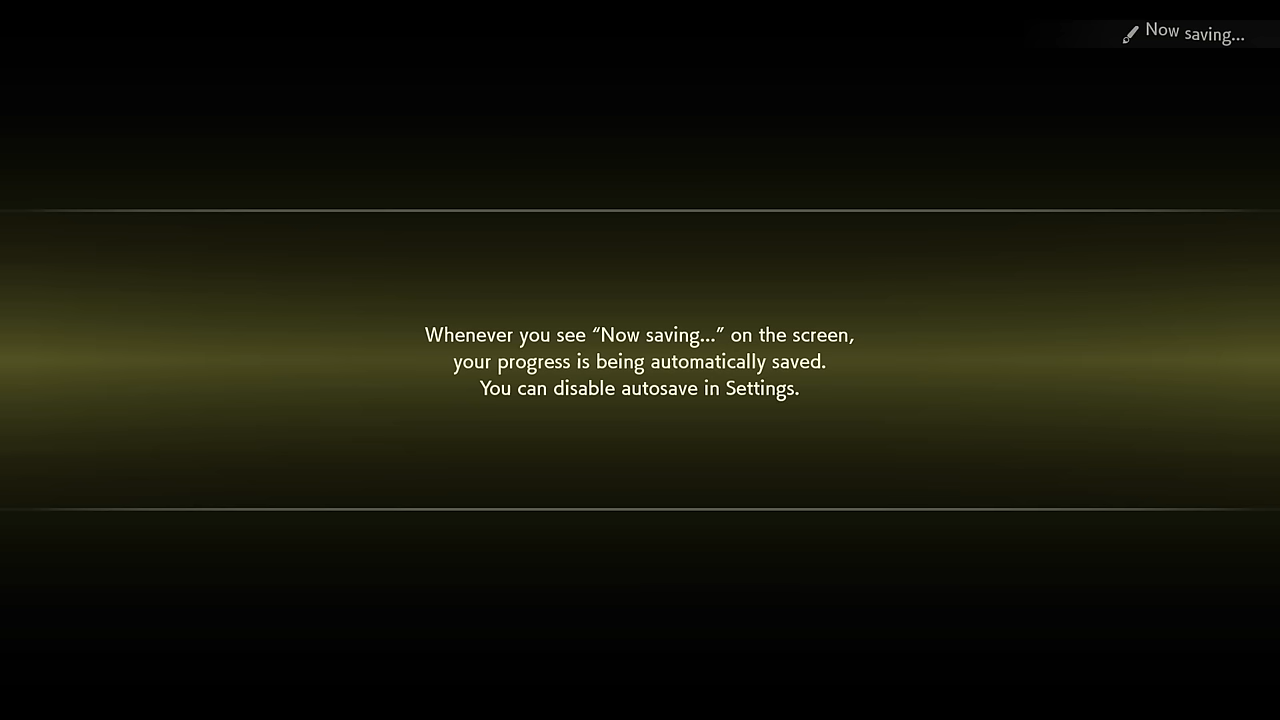 Now saving...
Whenever you see “Now saving...” on the screen,
your progress is being automatically saved.
You can disable autosave in Settings.